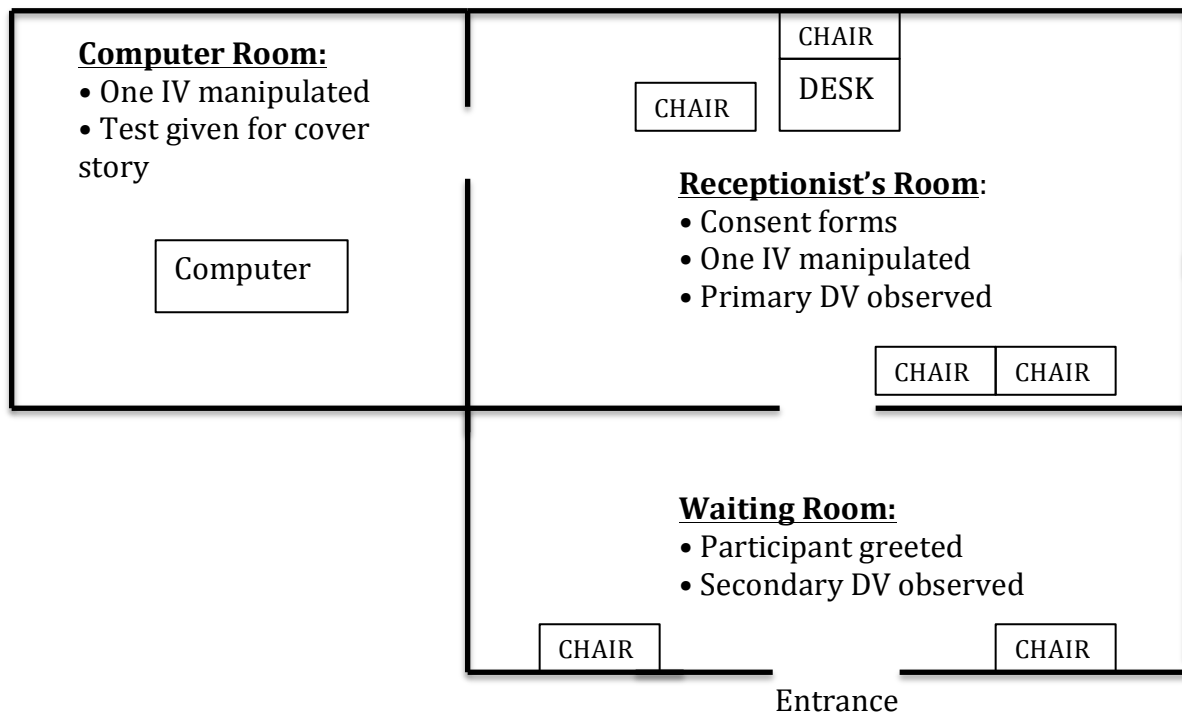 Computer Room:
• One IV manipulated
• Test given for cover
story
Computer
CHAIR
DESK
CHAIR
Receptionist’s Room:
• Consent forms
• One IV manipulated
• Primary DV observed
CHAIR
CHAIR
Waiting Room:
• Participant greeted
• Secondary DV observed
CHAIR
CHAIR
Entrance